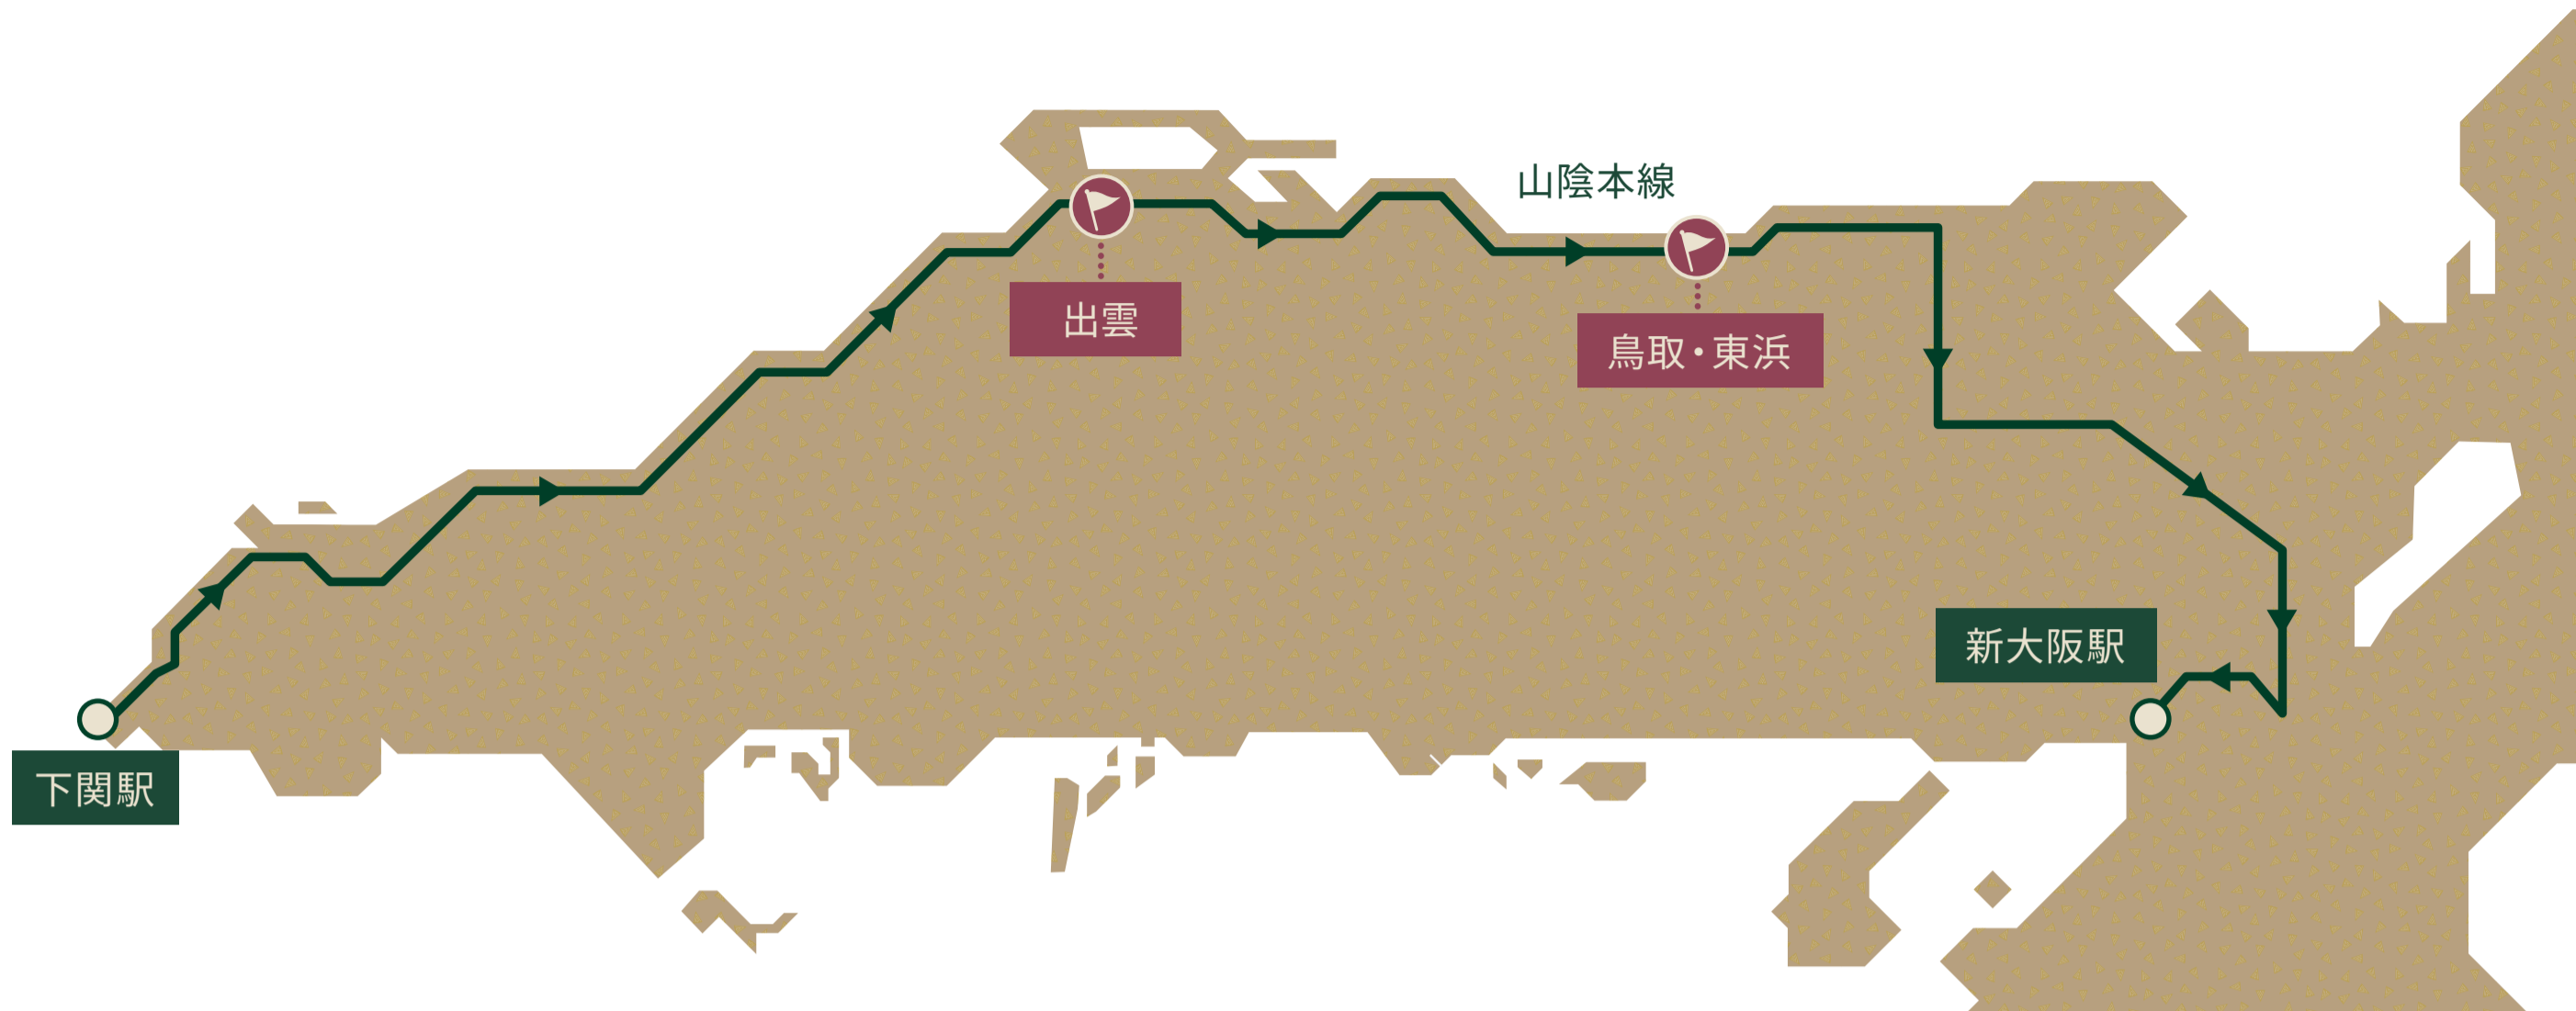 山陰本線
出雲
鳥取・東浜
新大阪駅
下関駅